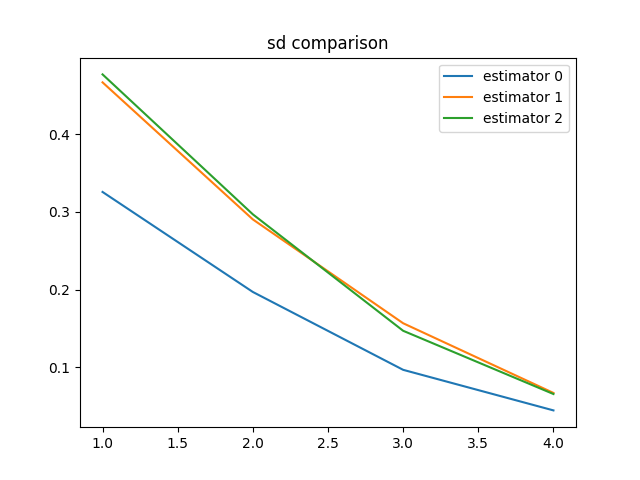 sd comparison
estimator 0
estimator 1
estimator 2
0.4
0.3
0.2
0.1
1.0 1.5 2.0 2.5 3.0 3.5 4.0